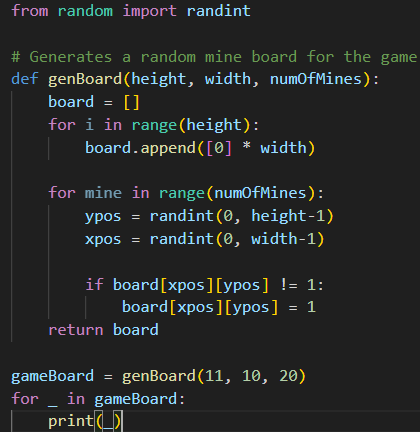 from random import randint

# Generates a random mine board for the game
def genBoard(height, width, numOfMines):
    board = []
    for i in range(height):
        board.append([0] * width)

    for mine in range(numOfMines):
        ypos = randint(0, height-1)
        xpos = randint(0, width-1)

        if board[xpos][ypos] != 1:
            board[xpos][ypos] = 1
    return board

gameBoard = genBoard(11, 10, 20)
for _ in gameBoard:
    print(_)